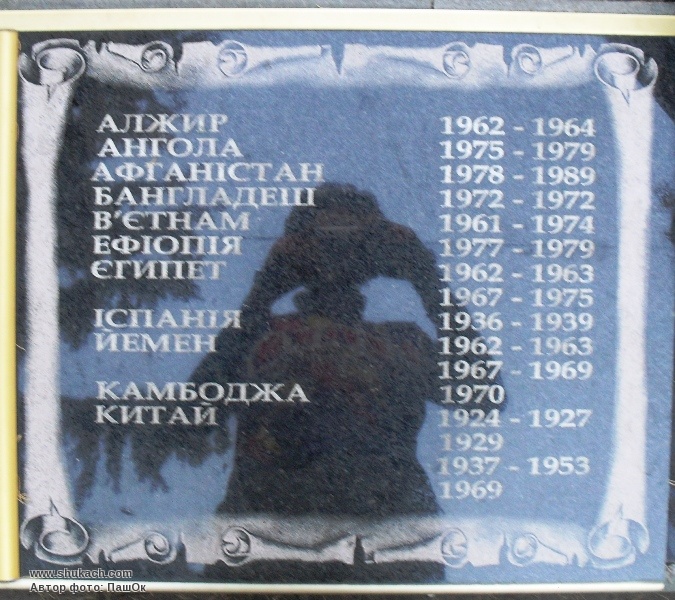 АЛЖИР 1962 - 1964
АНГОЛА 1975 - 1979
АФГАНІСТАН 1978 - 1989
БАНГЛАДЕШ 1972 - 1972
В'ЄТНАМ 1961 - 1974
ЕФІОПІЯ 1977 - 1979
ЄГИПЕТ 1962 - 1963
1967 - 1975
ІСПАНІЯ 1936 - 1939
ЙЕМЕН 1962 - 1963
1967 - 1969
КАМБОДЖА 1970
КИТАЙ 1924 - 1927
1929
1937 - 1953
1969
www.shukach.com
Автор фото: ПашОк